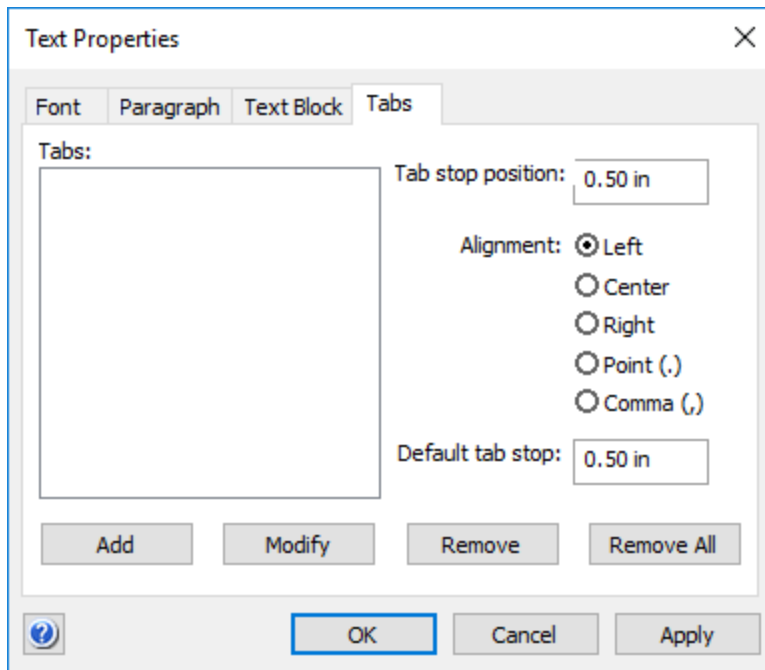 Text Properties
Font Paragraph Text Block Tabs
Tabs:
Tab stop position: 0.50 in
Alignment: Left
Center
Right
Point (.)
Comma (,)
Default tab stop: 0.50 in
Add Modify Remove Remove All
? OK Cancel Apply